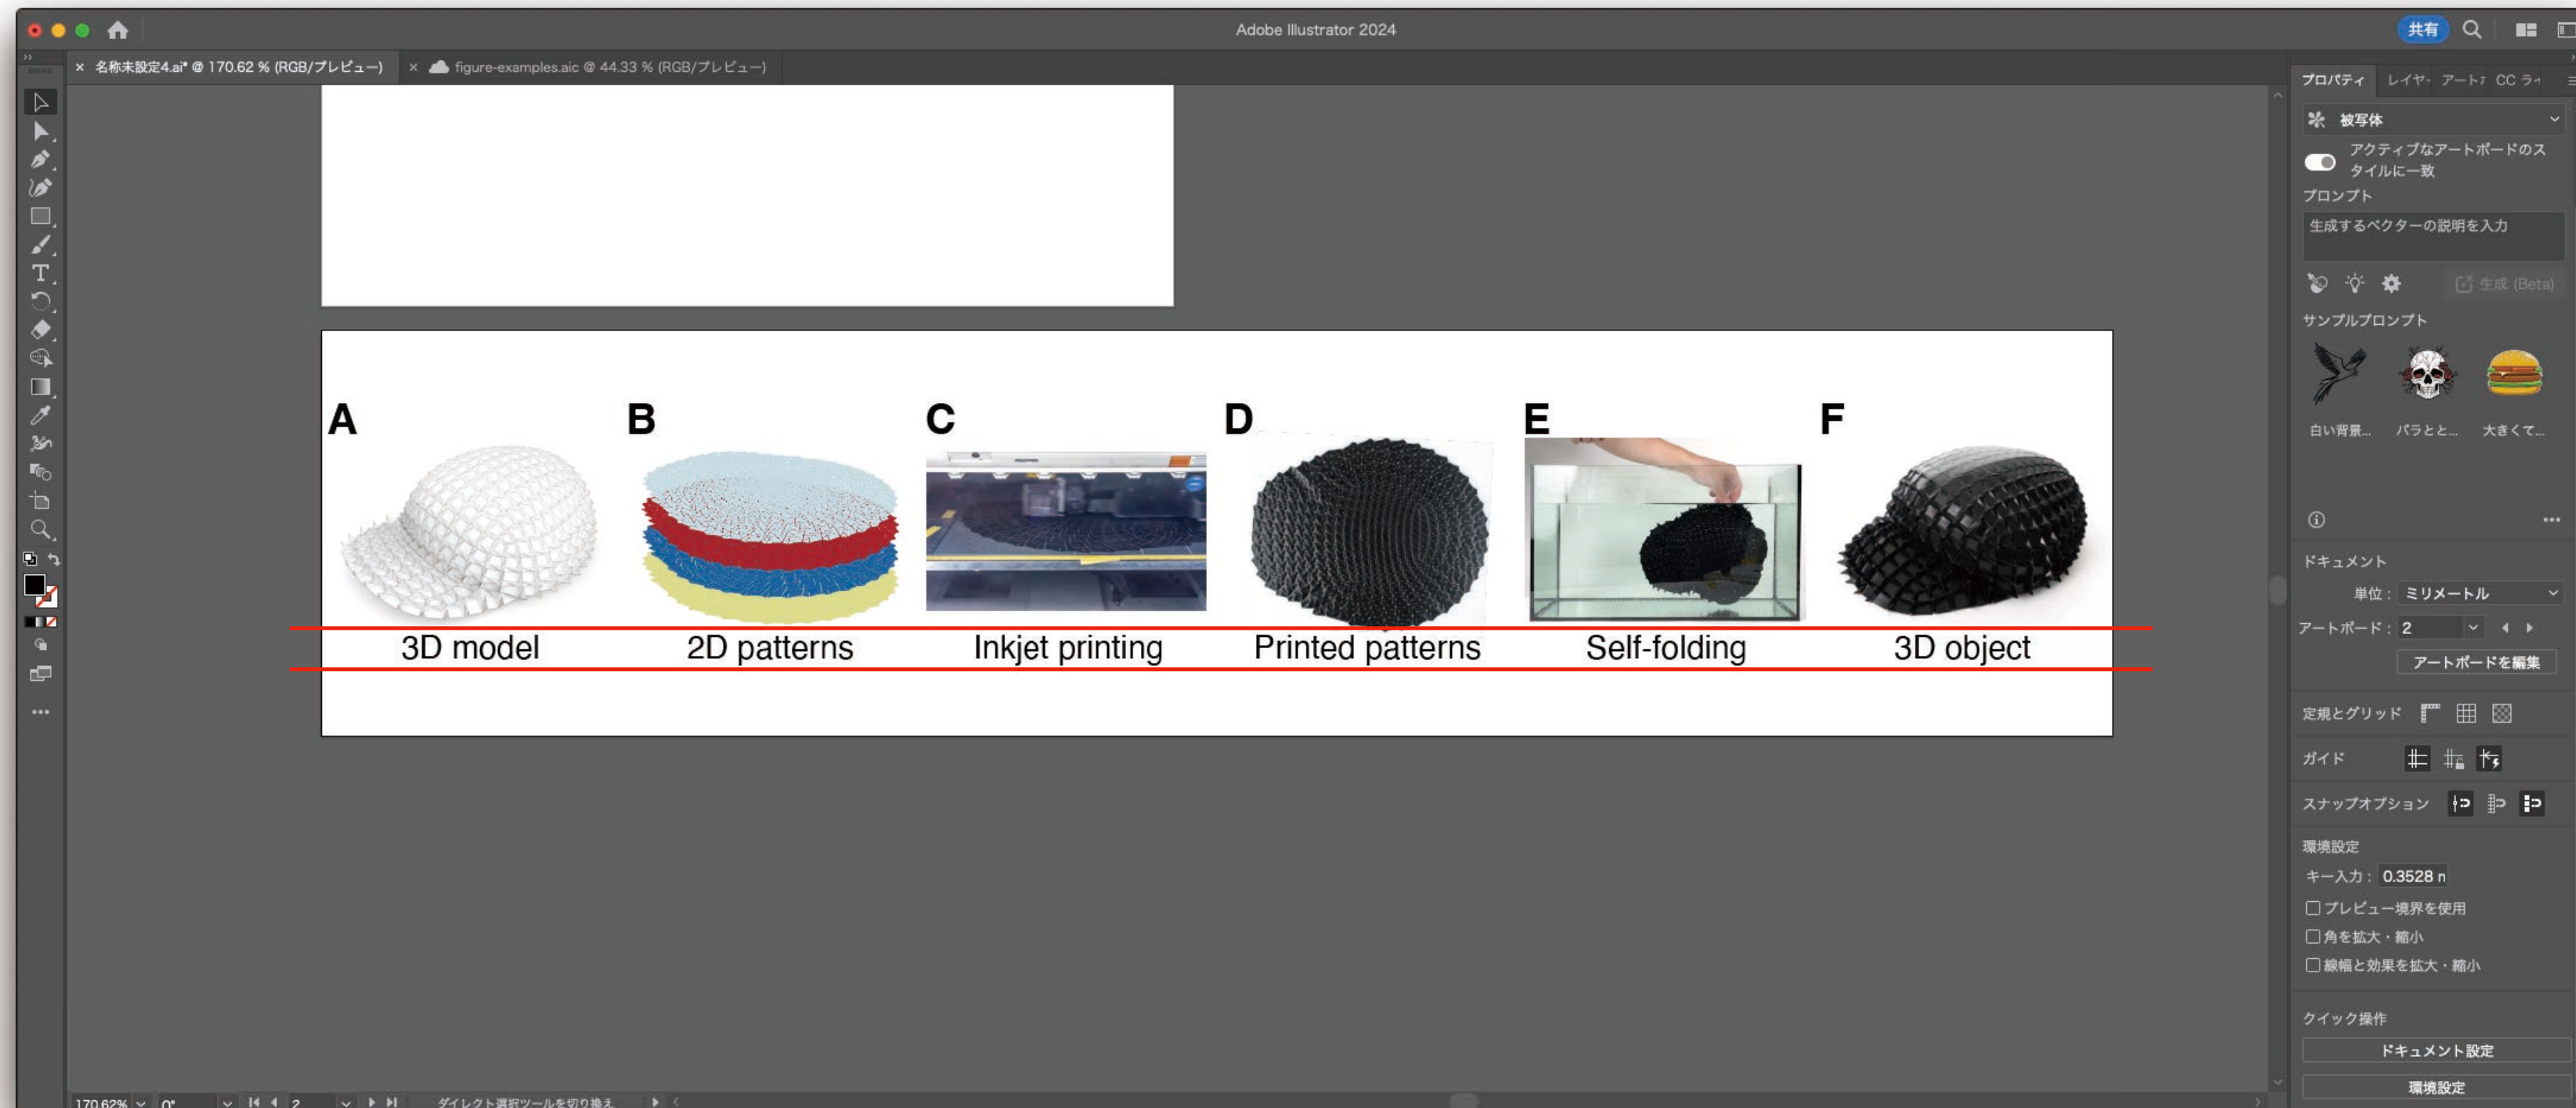 Adobe Illustrator 2024
共有
× 名称未設定4.ai* @ 170.62 % (RGB/プレビュー)
× figure-examples.aic @ 44.33 % (RGB/プレビュー)
プロパティ レイヤ- アート CC ラ
被写体
アクティブなアートボードのス
タイルに一致
プロンプト
生成するベクターの説明を入力
生成 (Beta)
サンプルプロンプト
白い背景... バラとと... 大きくて...
A B C D E F
3D model 2D patterns Inkjet printing Printed patterns Self-folding 3D object
ドキュメント
単位: ミリメートル
アートボード: 2
アートボードを編集
定規とグリッド
ガイド
スナップオプション
環境設定
キー入力: 0.3528 n
プレビュー境界を使用
角を拡大・縮小
線幅と効果を拡大・縮小
クイック操作
ドキュメント設定
環境設定
170.62% 0° 2 ダイレクト選択ツールを切り換え